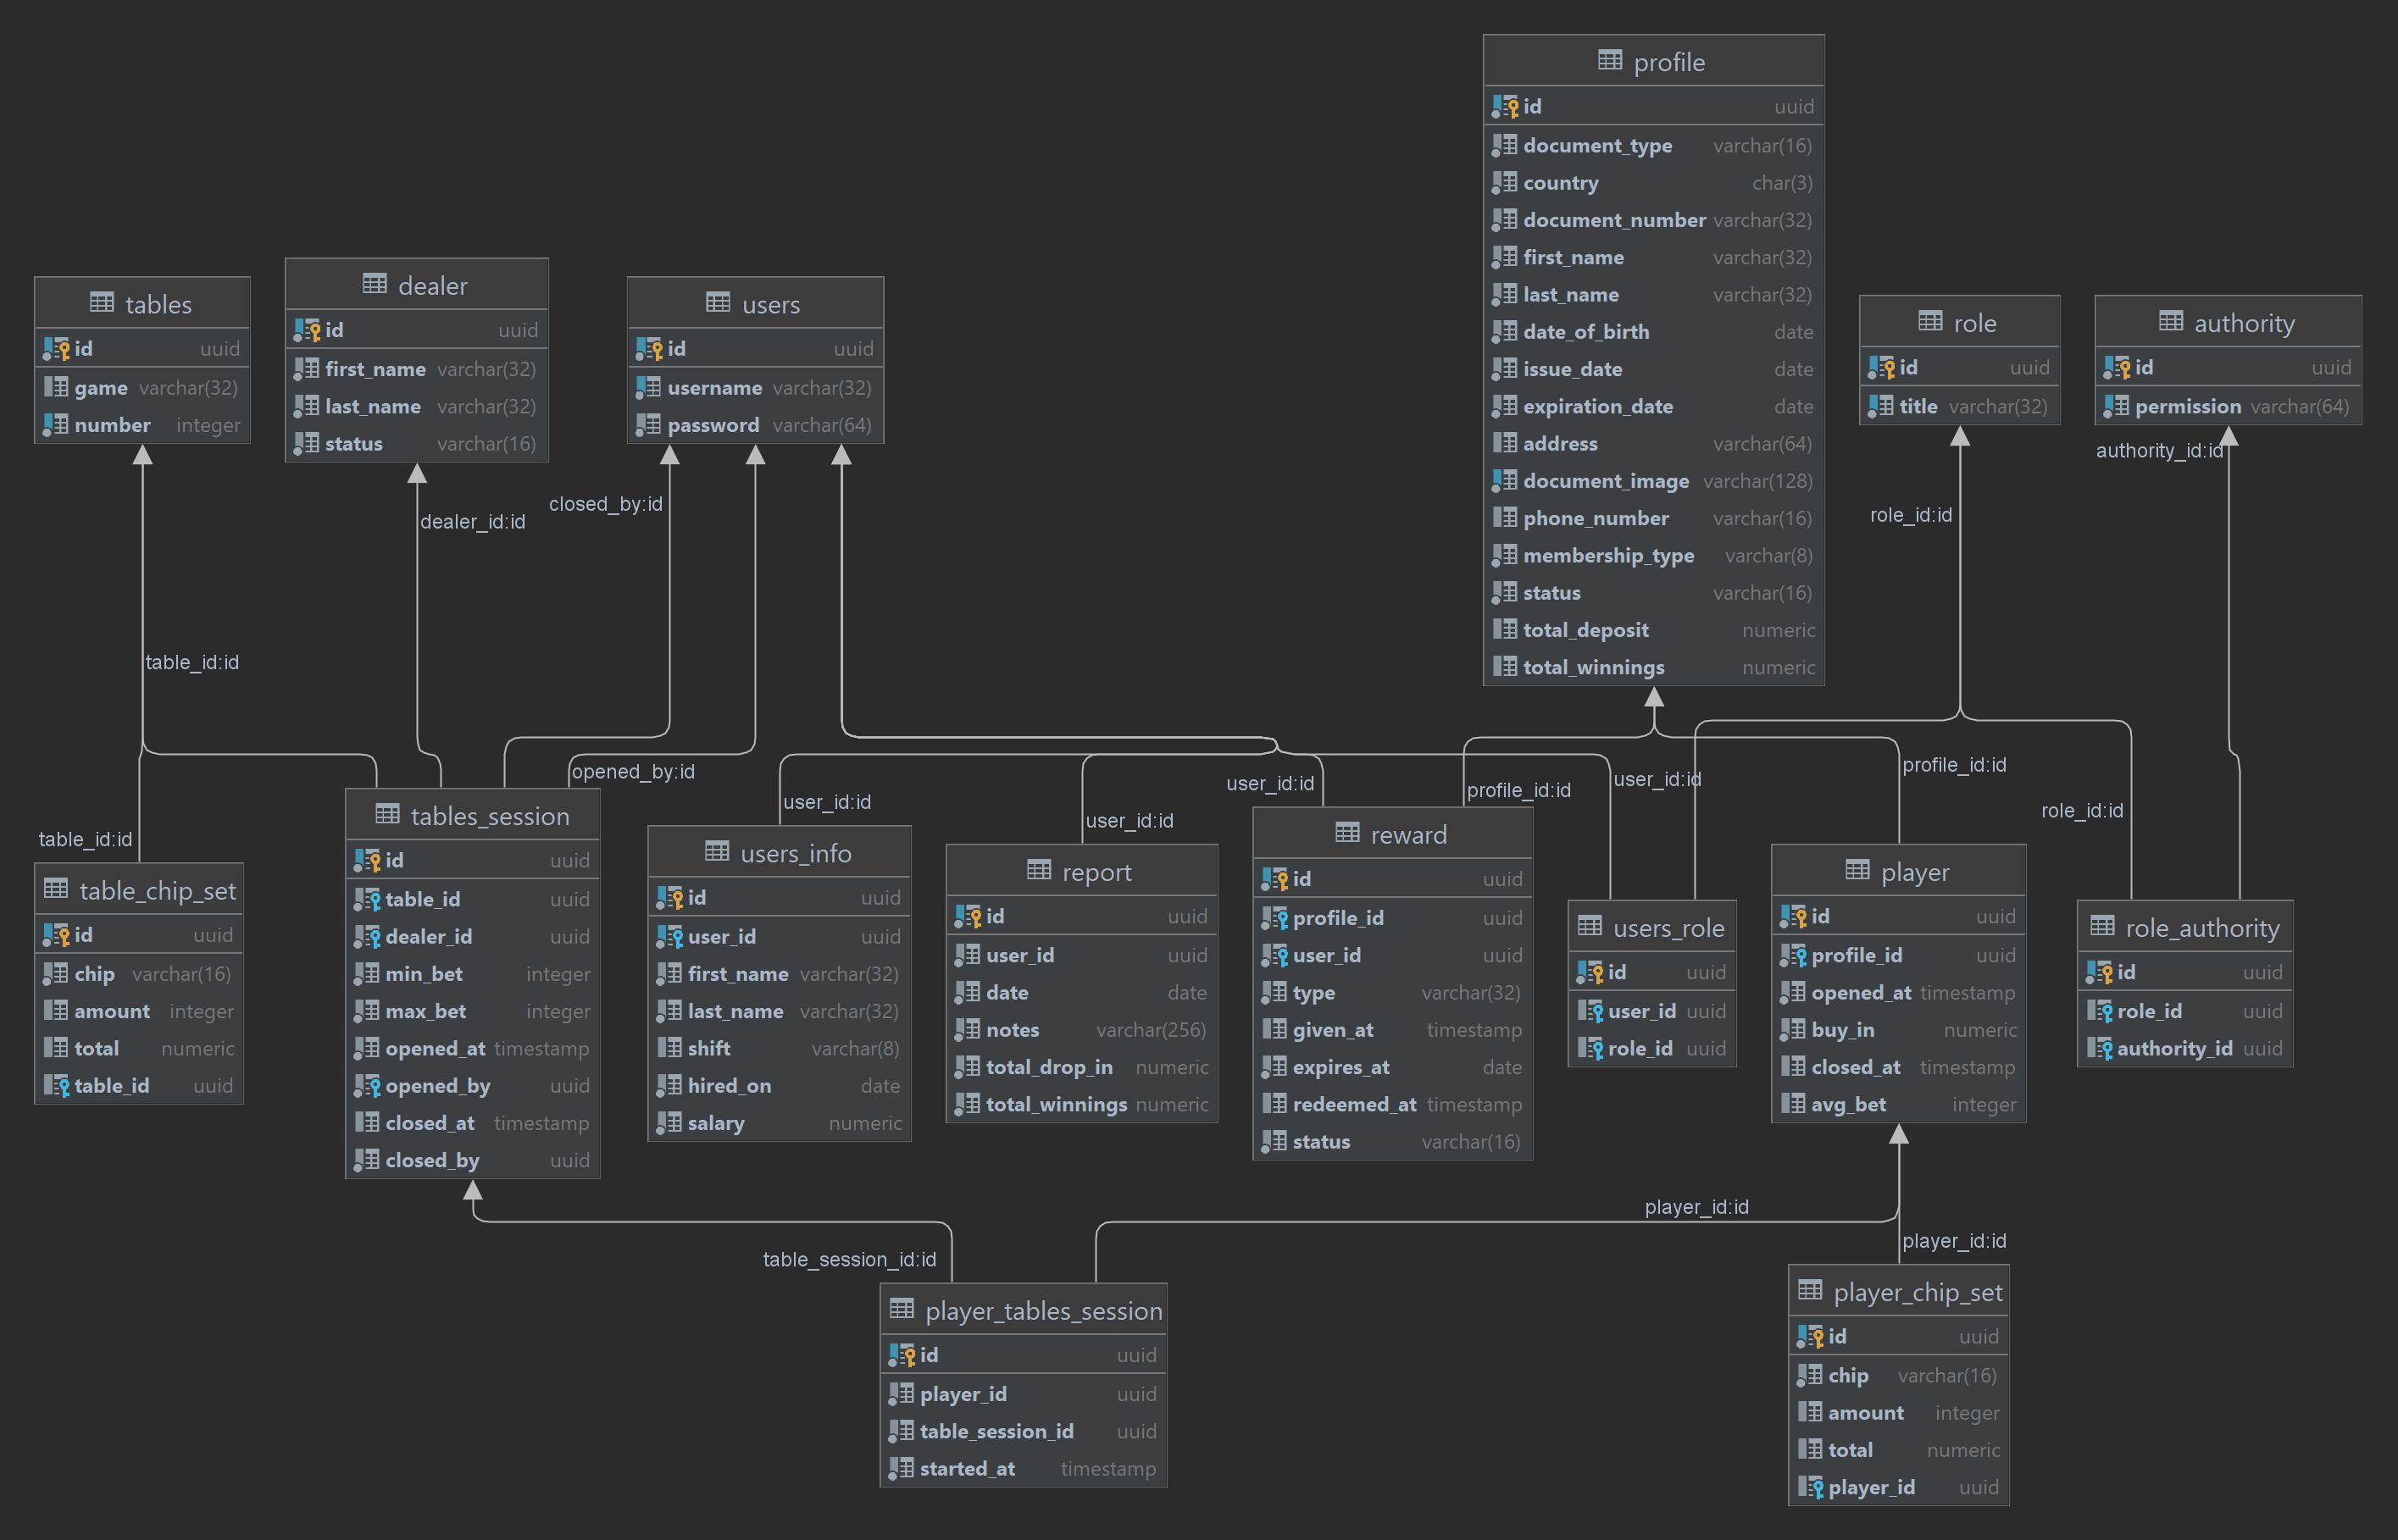 profile
id uuid
document_type varchar(16)
country char(3)
document_number varchar(32)
first_name varchar(32)
last_name varchar(32)
date_of_birth date
issue_date date
expiration_date date
address varchar(64)
document_image varchar(128)
phone_number varchar(16)
membership_type varchar(8)
status varchar(16)
total_deposit numeric
total_winnings numeric
tables
id uuid
game varchar(32)
number integer
dealer
id uuid
first_name varchar(32)
last_name varchar(32)
status varchar(16)
users
id uuid
username varchar(32)
password varchar(64)
role
id uuid
title varchar(32)
authority
id uuid
permission varchar(64)
authority_id:id
closed_by:id
dealer_id:id
role_id:id
table_id:id
opened_by:id
user_id:id
user_id:id
user_id:id
profile_id:id
user_id:id
profile_id:id
role_id:id
table_id:id
table_chip_set
id uuid
chip varchar(16)
amount integer
total numeric
table_id uuid
tables_session
id uuid
table_id uuid
dealer_id uuid
min_bet integer
max_bet integer
opened_at timestamp
opened_by uuid
closed_at timestamp
closed_by uuid
users_info
id uuid
user_id uuid
first_name varchar(32)
last_name varchar(32)
shift varchar(8)
hired_on date
salary numeric
report
id uuid
user_id uuid
date date
notes varchar(256)
total_drop_in numeric
total_winnings numeric
reward
id uuid
profile_id uuid
user_id uuid
type varchar(32)
given_at timestamp
expires_at date
redeemed_at timestamp
status varchar(16)
users_role
id uuid
user_id uuid
role_id uuid
player
id uuid
profile_id uuid
opened_at timestamp
buy_in numeric
closed_at timestamp
avg_bet integer
role_authority
id uuid
role_id uuid
authority_id uuid
table_session_id:id
player_id:id
player_id:id
player_tables_session
id uuid
player_id uuid
table_session_id uuid
started_at timestamp
player_chip_set
id uuid
chip varchar(16)
amount integer
total numeric
player_id uuid